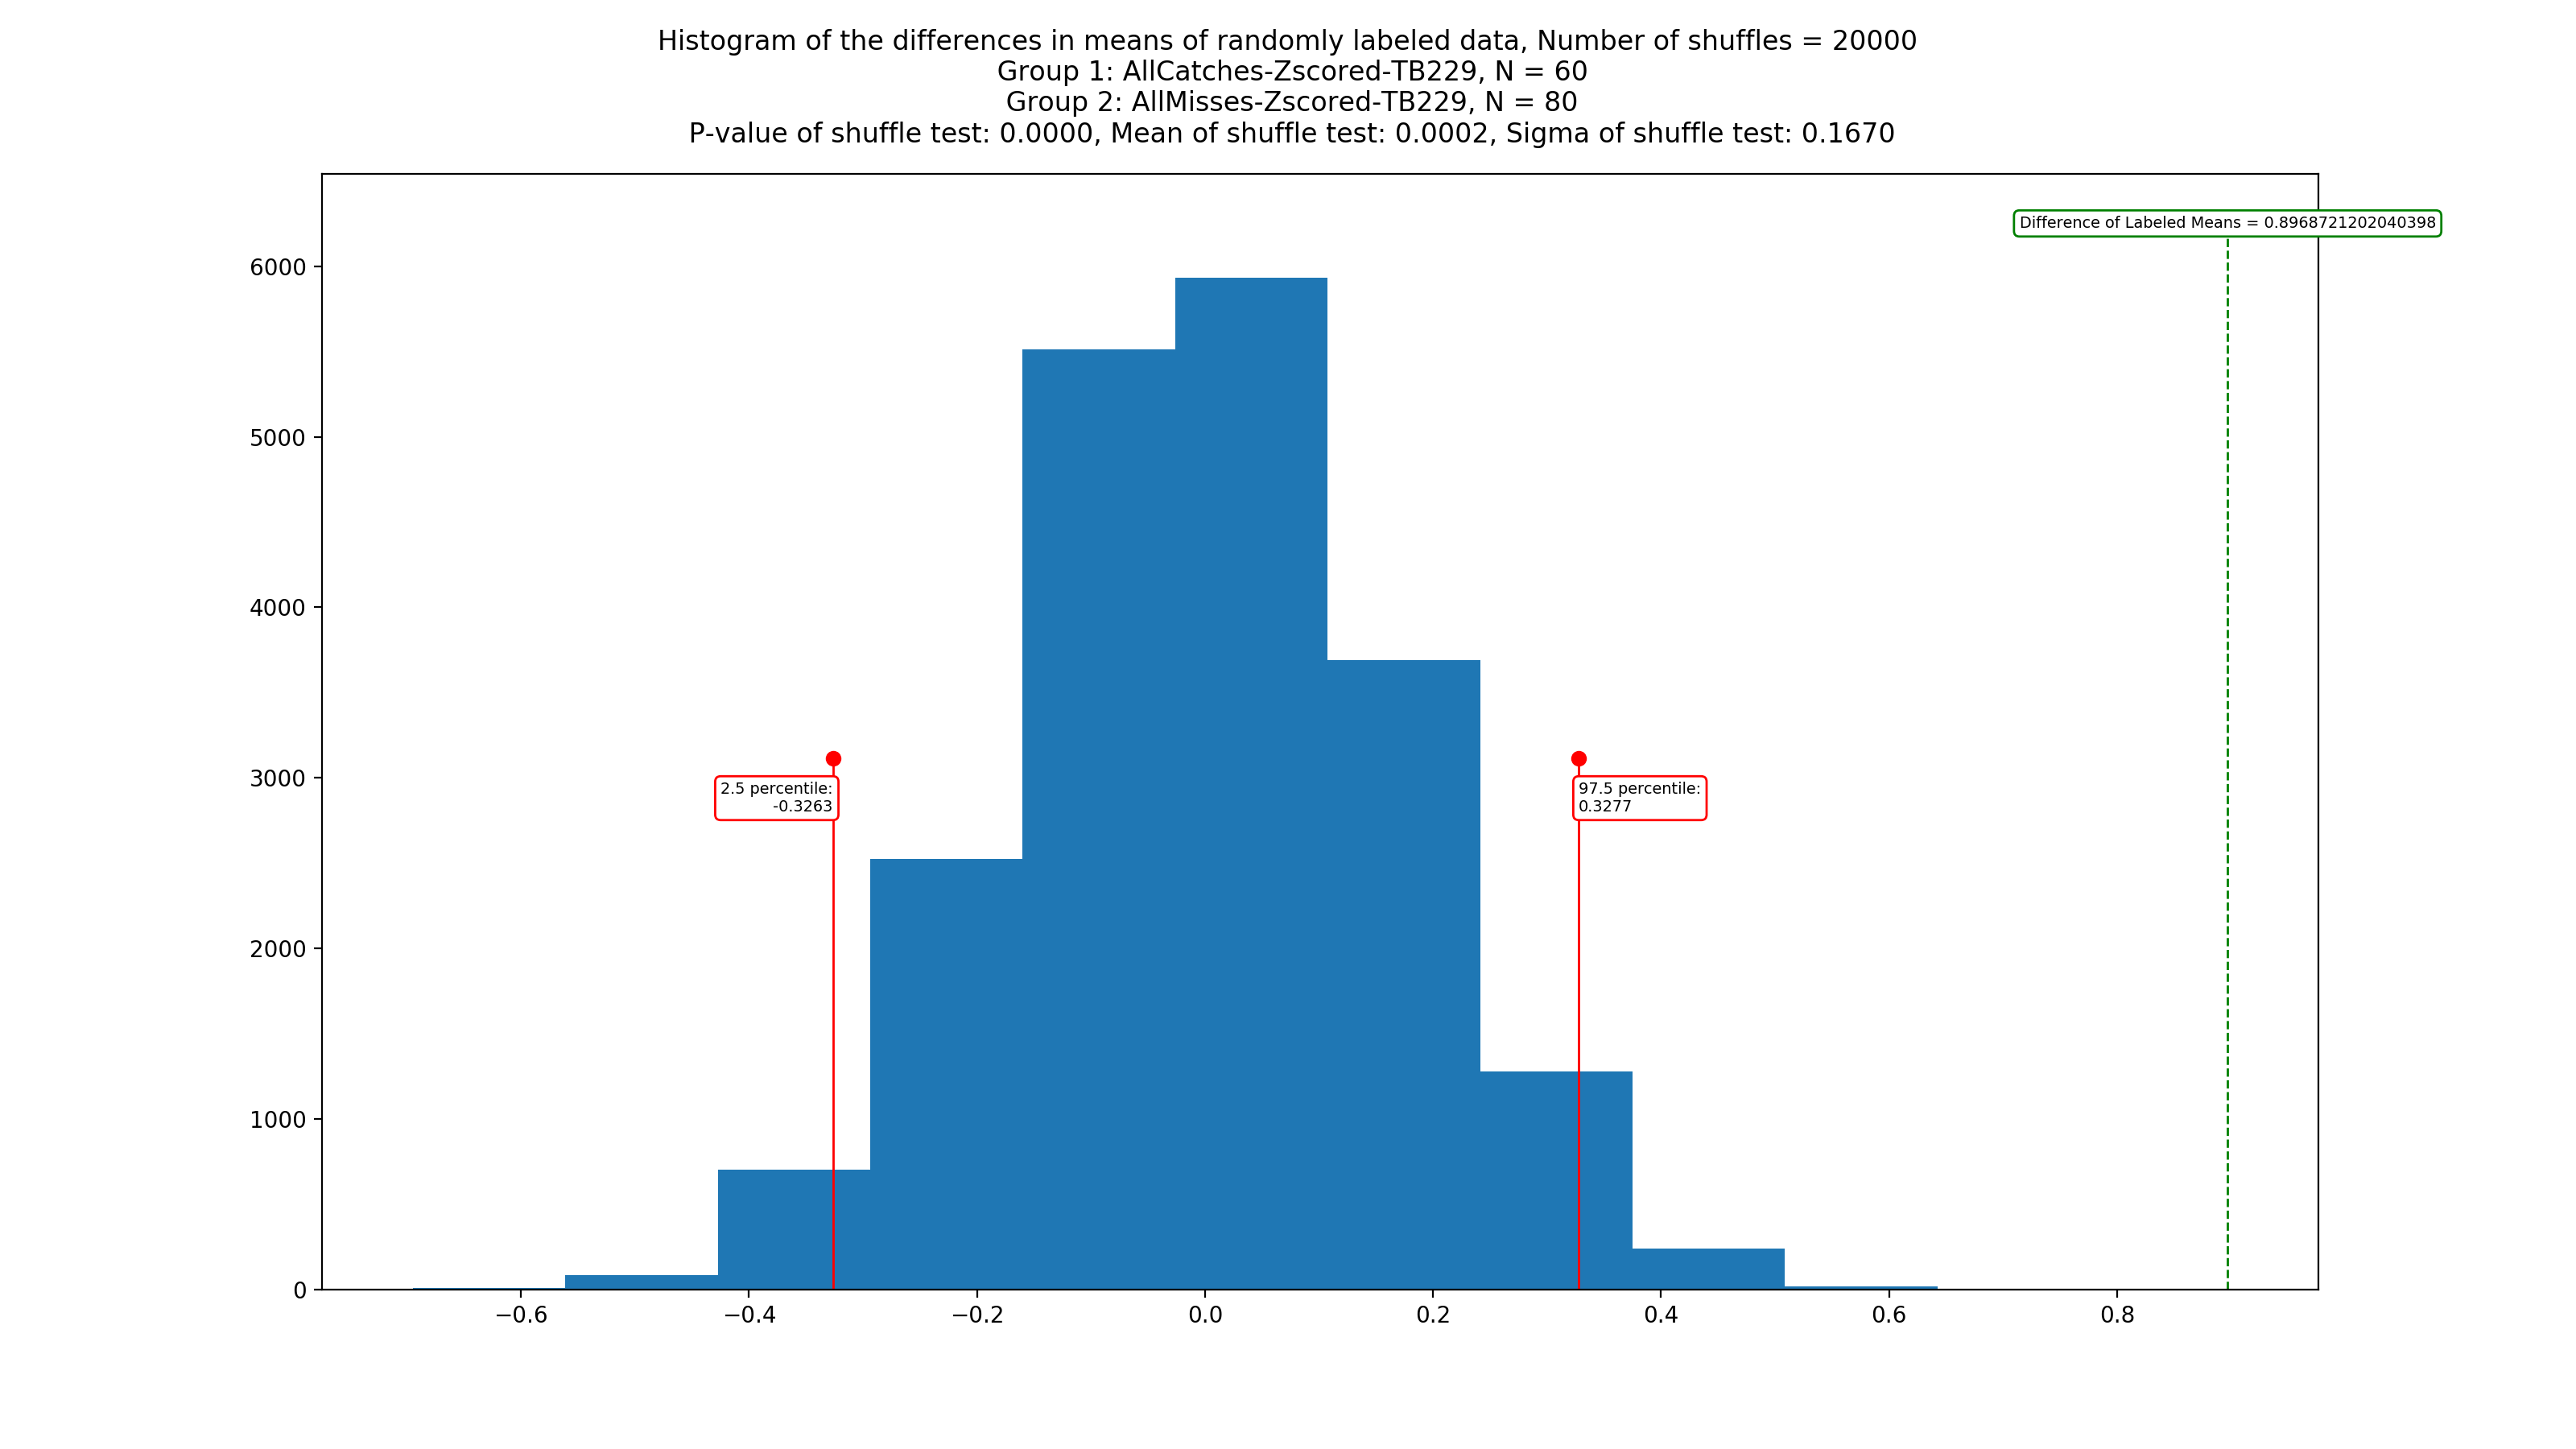 Histogram of the differences in means of randomly labeled data, Number of shuffles = 20000
Group 1: AllCatches-Zscored-TB229, N = 60
Group 2: AllMisses-Zscored-TB229, N = 80
P-value of shuffle test: 0.0000, Mean of shuffle test: 0.0002, Sigma of shuffle test: 0.1670
Difference of Labeled Means = 0.8968721202040398
6000
5000
4000
3000
2.5 percentile:
-0.3263
97.5 percentile:
0.3277
2000
1000
0
−0.6
−0.4
−0.2
0.0
0.2
0.4
0.6
0.8